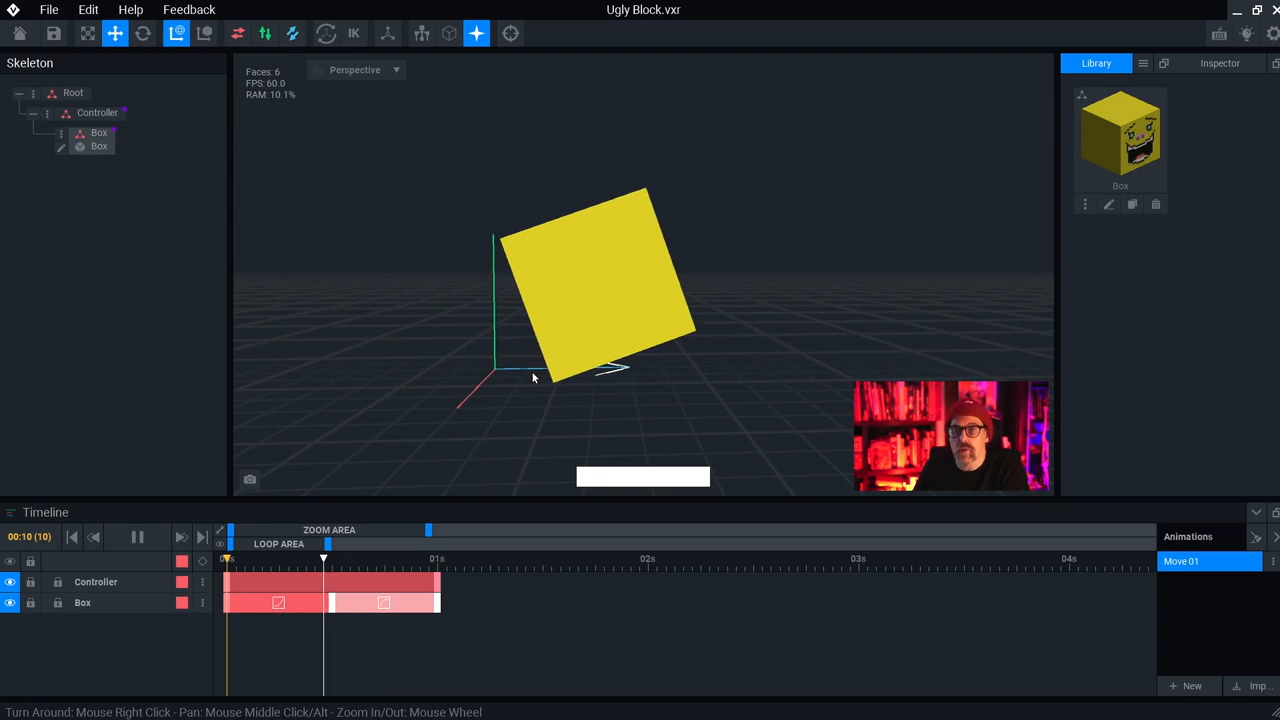 File Edit Help Feedback Ugly Block.vxr
IK
Skeleton
Root
Controller
Box
Box
Faces: 6
FPS: 60.0
RAM: 10.1%
Perspective
Library Inspector
Box
Timeline
00:10 (10)
ZOOM AREA
LOOP AREA
01s 02s 03s 04s
Controller
Box
Animations
Move 01
New Imp...
Turn Around: Mouse Right Click - Pan: Mouse Middle Click/Alt - Zoom In/Out: Mouse Wheel